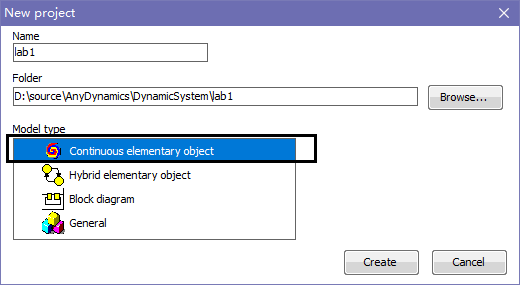 New project
Name
lab1
Folder
D:\source\AnyDynamics\DynamicSystem\lab1
Browse...
Model type
Continuous elementary object
Hybrid elementary object
Block diagram
General
Create
Cancel